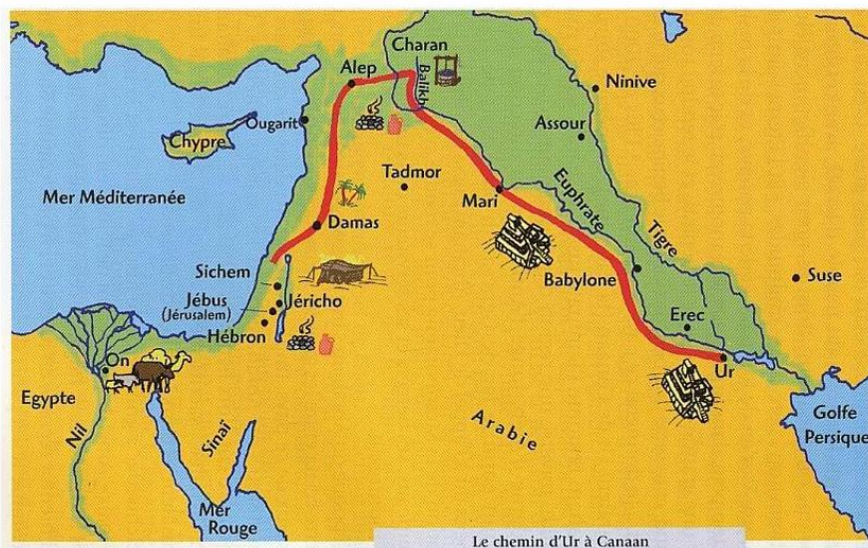 Charan
Alep
Balikh
Ninive
Ougarit
Assour
Chypre
Tadmor
Mer Méditerranée
Mari
Euphrate
Damas
Tigre
Sichem
Babylone
Suse
Jébus
(Jérusalem)
Jéricho
Erec
Hébron
On
Ur
Egypte
Golfe
Persique
Nil
Sinaï
Arabie
Mer
Rouge
Le chemin d'Ur à Canaan